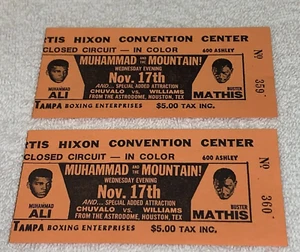 RTIS HIXON CONVENTION CENTER
CLOSED CIRCUIT — IN COLOR 600 ASHLEY
MUHAMMAD AND THE MOUNTAIN!
WEDNESDAY EVENING
Nov. 17th
AND... SPECIAL ADDED ATTRACTION
CHUVALO vs. WILLIAMS
FROM THE ASTRODOME, HOUSTON, TEX
MUHAMMAD
ALI
BUSTER
MATHIS
TAMPA BOXING ENTERPRISES $5.00 TAX INC.
No 359
RTIS HIXON CONVENTION CENTER
CLOSED CIRCUIT — IN COLOR 600 ASHLEY
MUHAMMAD AND THE MOUNTAIN!
WEDNESDAY EVENING
Nov. 17th
AND... SPECIAL ADDED ATTRACTION
CHUVALO vs. WILLIAMS
FROM THE ASTRODOME, HOUSTON, TEX
MUHAMMAD
ALI
BUSTER
MATHIS
TAMPA BOXING ENTERPRISES $5.00 TAX INC.
No 360